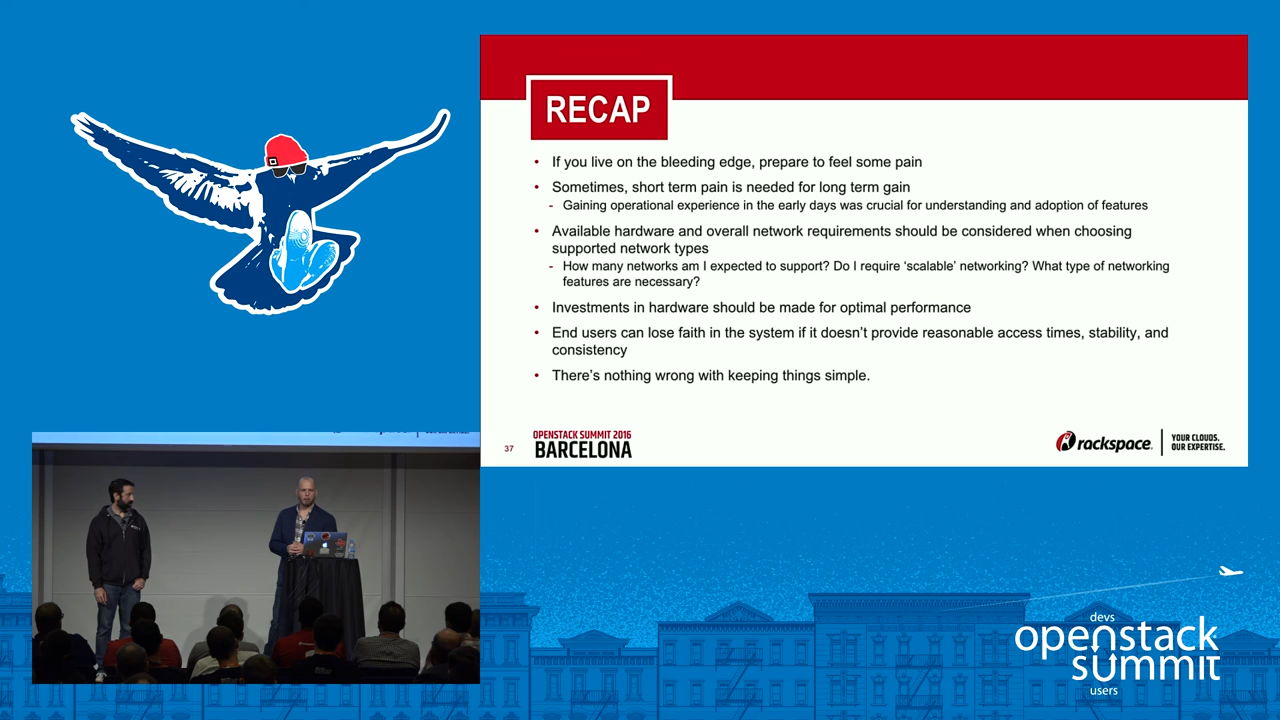 RECAP
• If you live on the bleeding edge, prepare to feel some pain
• Sometimes, short term pain is needed for long term gain
- Gaining operational experience in the early days was crucial for understanding and adoption of features
• Available hardware and overall network requirements should be considered when choosing
supported network types
- How many networks am I expected to support? Do I require ‘scalable’ networking? What type of networking
features are necessary?
• Investments in hardware should be made for optimal performance
• End users can lose faith in the system if it doesn’t provide reasonable access times, stability, and
consistency
• There’s nothing wrong with keeping things simple.
37
OPENSTACK SUMMIT 2016
BARCELONA
rackspace.
YOUR CLOUDS.
OUR EXPERTISE.
devs
openstack
summit
users